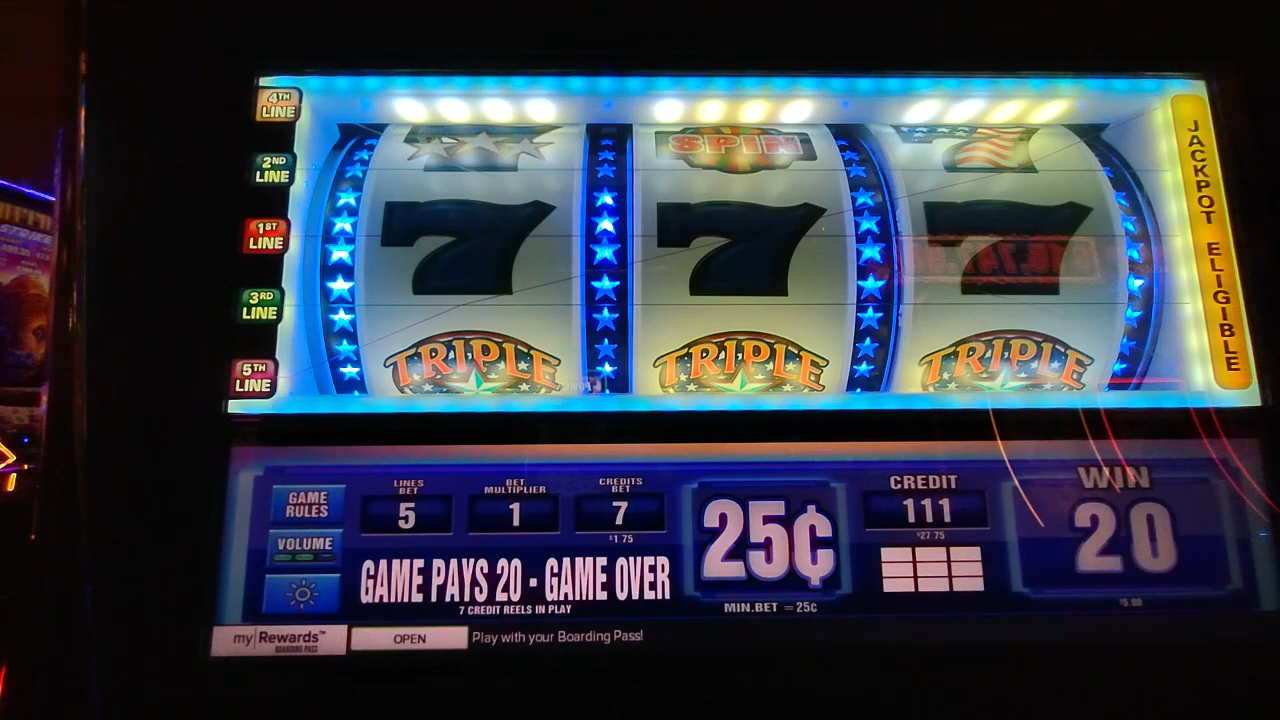 4TH LINE
2ND LINE
1ST LINE
3RD LINE
5TH LINE
SPIN
7
7
7
7
TRIPLE
TRIPLE
TRIPLE
JACKPOT ELIGIBLE
GAME RULES
VOLUME
LINES BET
5
BET MULTIPLIER
1
CREDITS BET
7
$1.75
GAME PAYS 20 - GAME OVER
7 CREDIT REELS IN PLAY
25¢
MIN.BET = 25¢
CREDIT
111
$27.75
WIN
20
$5.00
my|Rewards™
BOARDING PASS
OPEN
Play with your Boarding Pass!